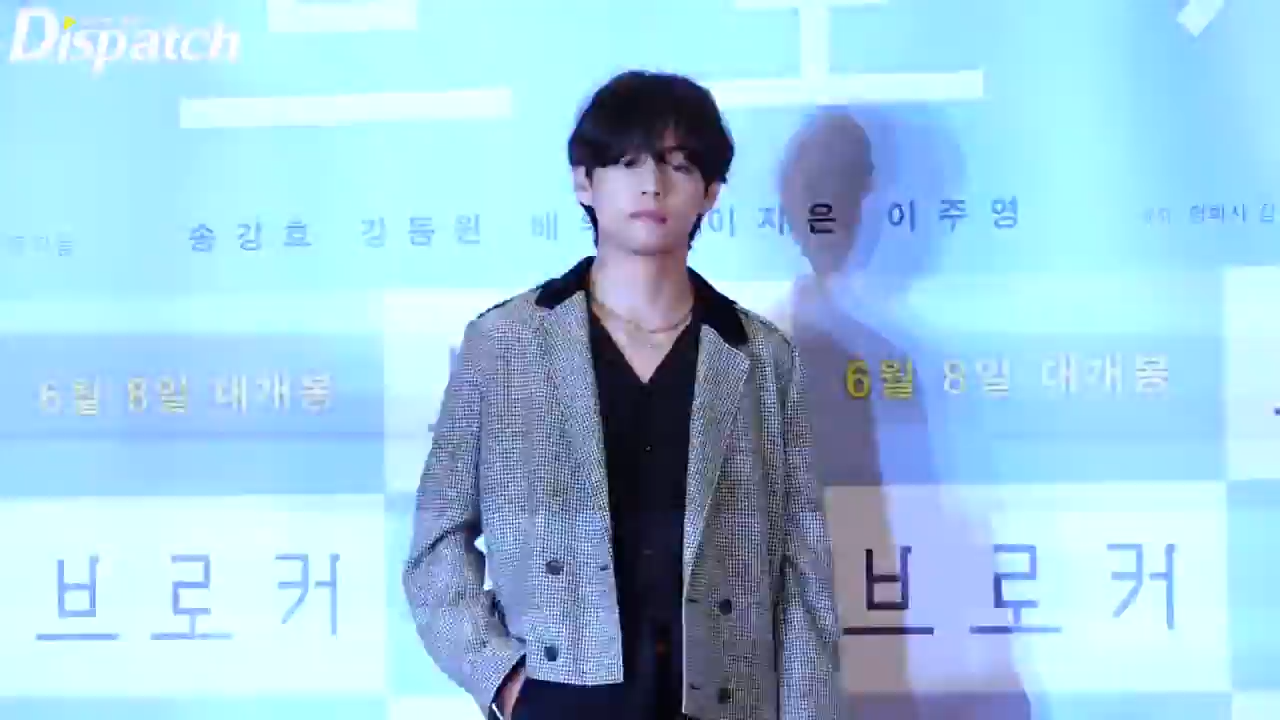 Dispatch
송강호 강동원 배 이지은 이주영
6월 8일 대개봉
6월 8일 대개봉
브로커
브로커